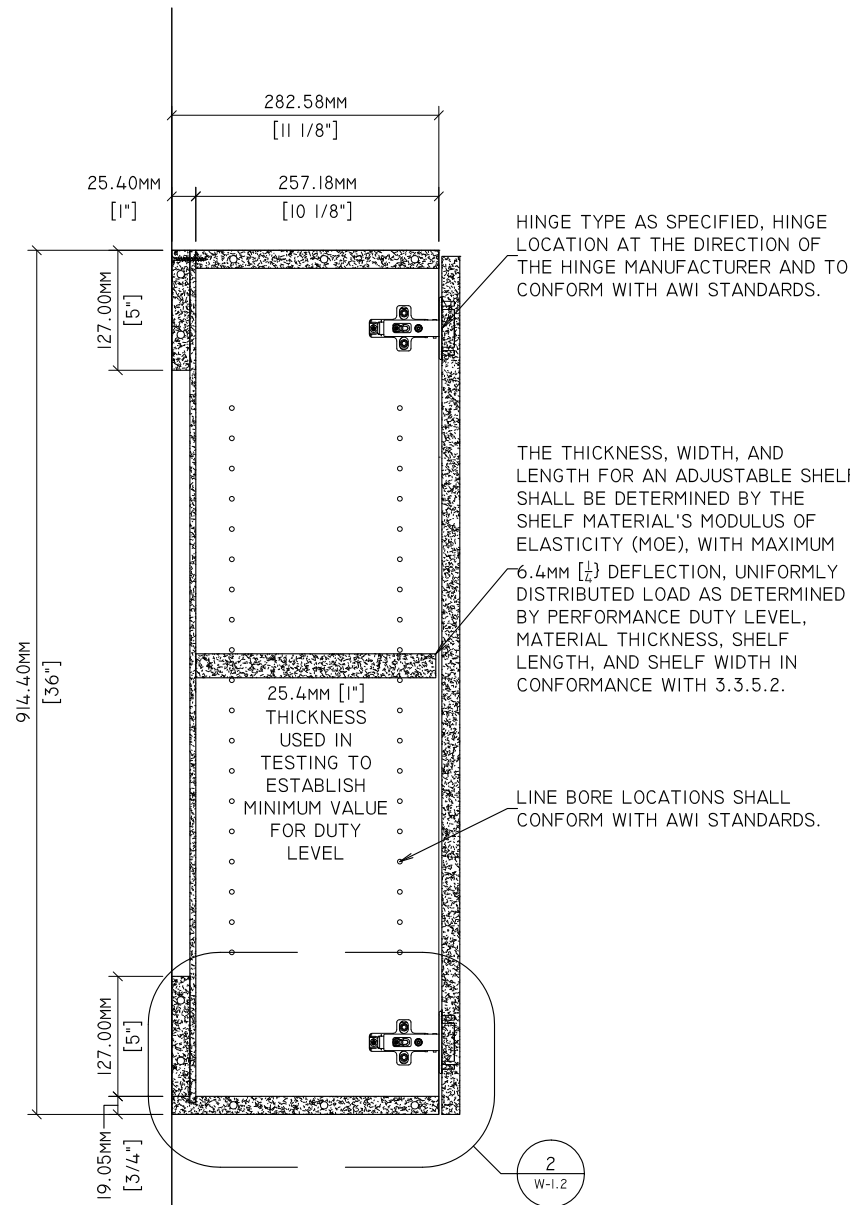 282.58MM
[11 1/8"]
25.40MM
[1"]
257.18MM
[10 1/8"]
127.00MM
[5"]
914.40MM
[36"]
HINGE TYPE AS SPECIFIED, HINGE
LOCATION AT THE DIRECTION OF
THE HINGE MANUFACTURER AND TO
CONFORM WITH AWI STANDARDS.
THE THICKNESS, WIDTH, AND
LENGTH FOR AN ADJUSTABLE SHELF
SHALL BE DETERMINED BY THE
SHELF MATERIAL'S MODULUS OF
ELASTICITY (MOE), WITH MAXIMUM
6.4MM [1/4} DEFLECTION, UNIFORMLY
DISTRIBUTED LOAD AS DETERMINED
BY PERFORMANCE DUTY LEVEL,
MATERIAL THICKNESS, SHELF
LENGTH, AND SHELF WIDTH IN
CONFORMANCE WITH 3.3.5.2.
25.4MM [1"]
THICKNESS
USED IN
TESTING TO
ESTABLISH
MINIMUM VALUE
FOR DUTY
LEVEL
LINE BORE LOCATIONS SHALL
CONFORM WITH AWI STANDARDS.
127.00MM
[5"]
19.05MM
[3/4"]
2
W-1.2